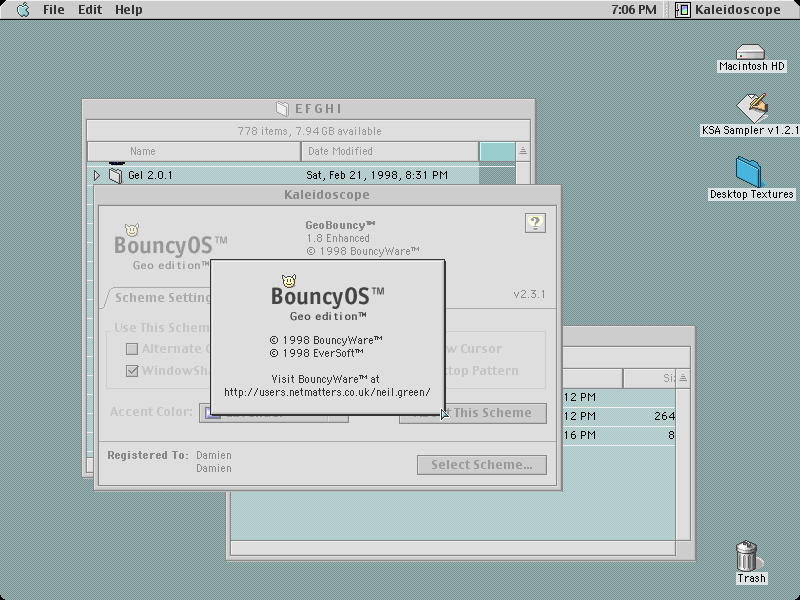 File Edit Help
7:06 PM
Kaleidoscope
Macintosh HD
KSA Sampler v1.2.1
Desktop Textures
Trash
EFGHI
778 items, 7.94 GB available
Name
Date Modified
Gel 2.0.1
Sat, Feb 21, 1998, 8:31 PM
Kaleidoscope
BouncyOS™
Geo edition™
GeoBouncy™
1.8 Enhanced
© 1998 BouncyWare™
?
v2.3.1
Scheme Setting
Use This Schem
Alternate
WindowSha
Cursor
Pattern
Accent Color:
This Scheme
Registered To:
Damien
Damien
Select Scheme...
BouncyOS™
Geo edition™
© 1998 BouncyWare™
© 1998 EverSoft™
Visit BouncyWare™ at
http://users.netmatters.co.uk/neil.green/
Si
12 PM
12 PM
264
16 PM
8